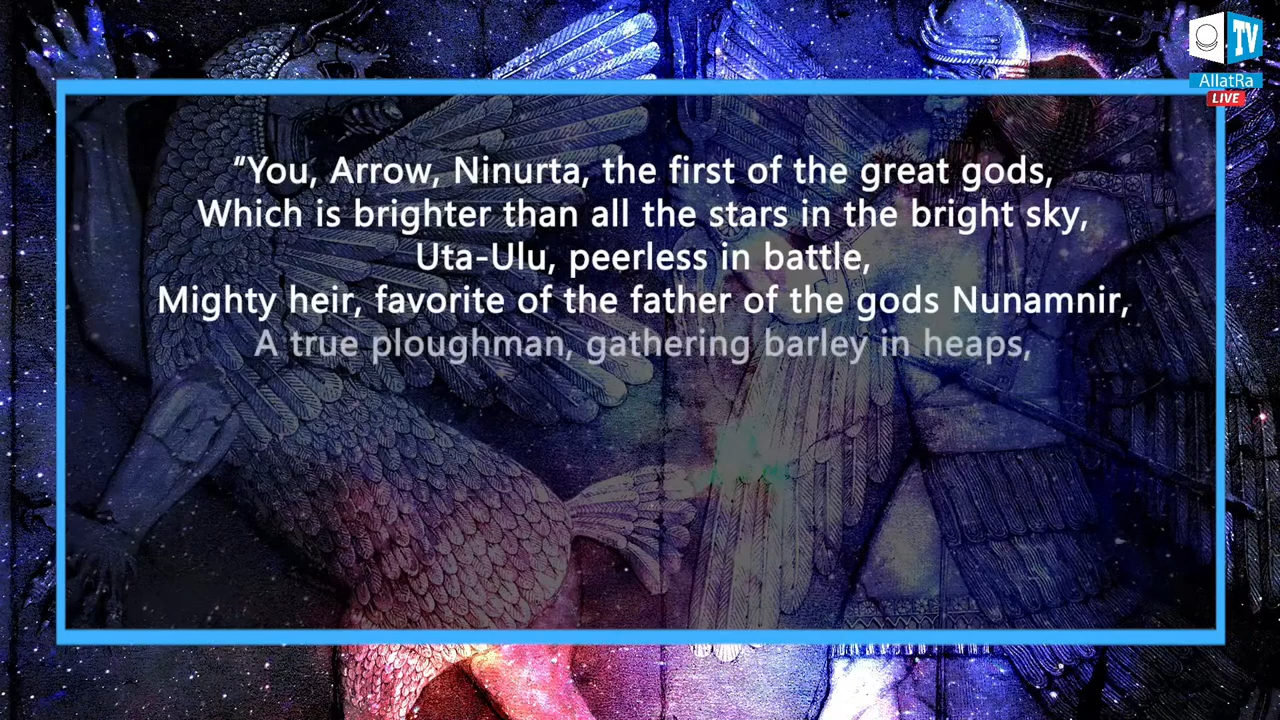 TV
AllatRa
LIVE
“You, Arrow, Ninurta, the first of the great gods,
Which is brighter than all the stars in the bright sky,
Uta-Ulu, peerless in battle,
Mighty heir, favorite of the father of the gods Nunamnir,
A true ploughman, gathering barley in heaps,